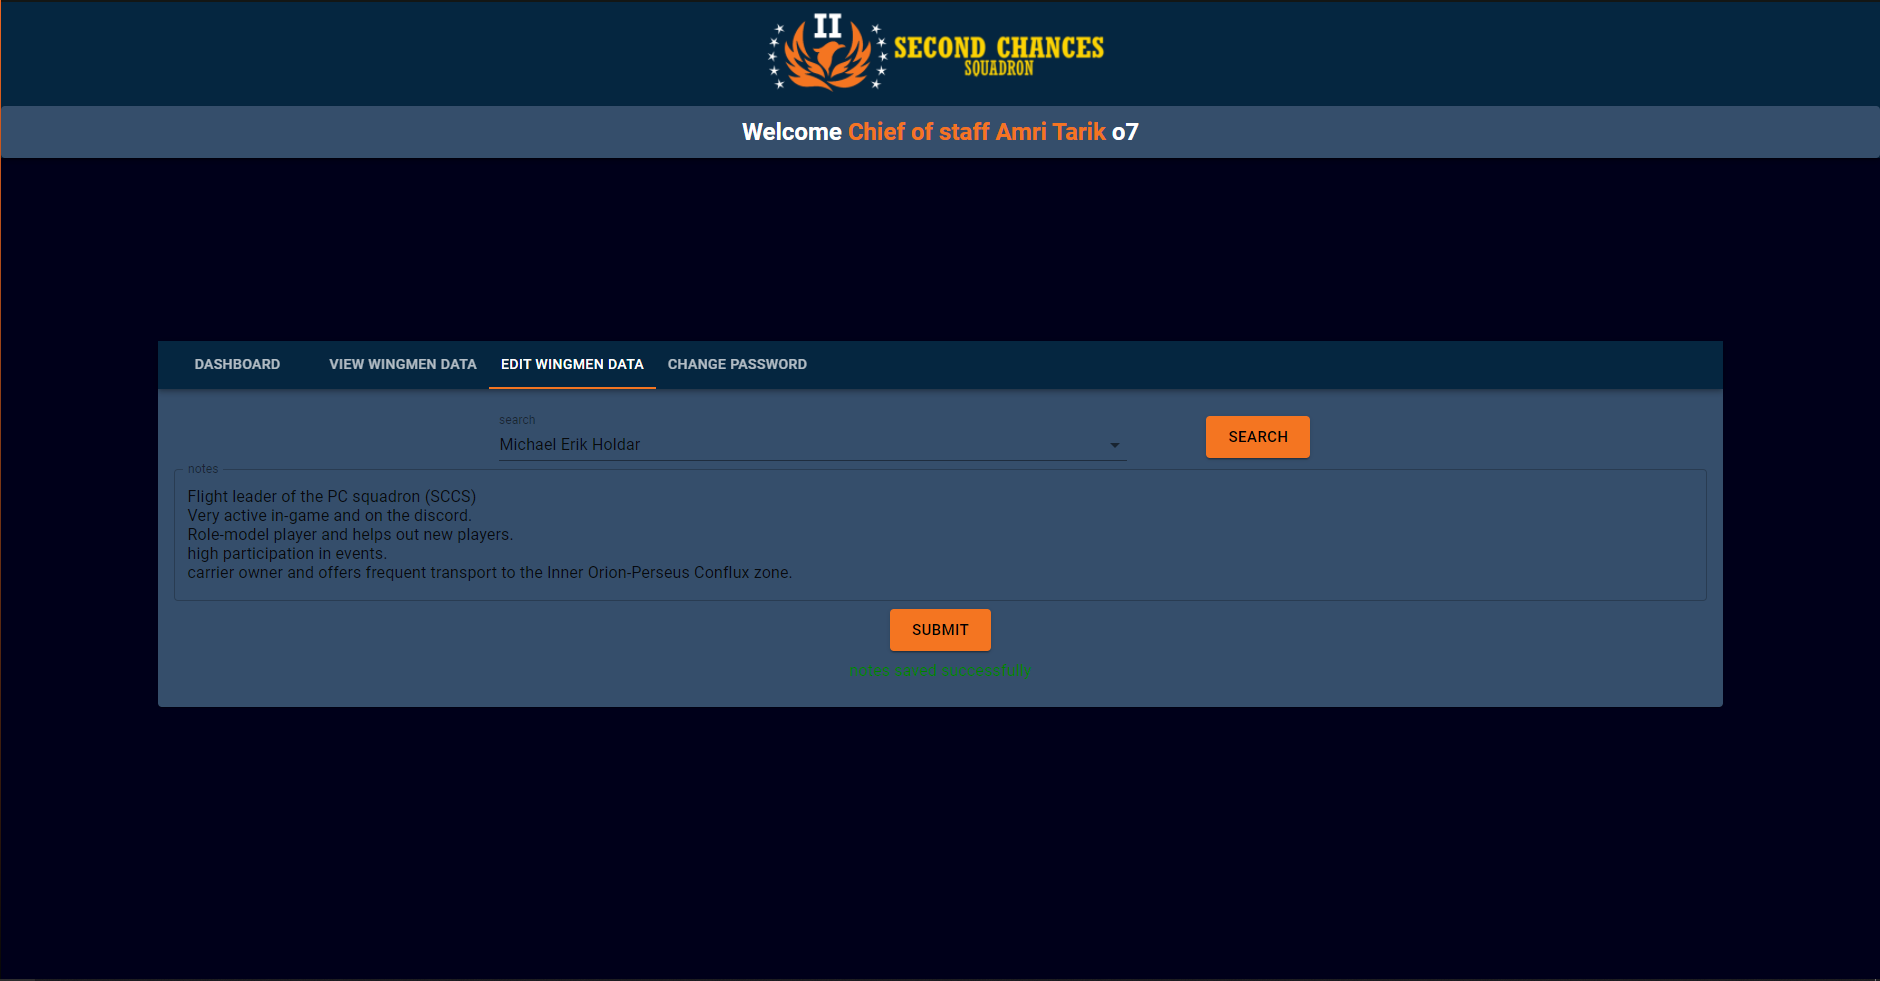 II
SECOND CHANCES
SQUADRON
Welcome Chief of staff Amri Tarik o7
DASHBOARD VIEW WINGMEN DATA EDIT WINGMEN DATA CHANGE PASSWORD
search
Michael Erik Holdar
SEARCH
notes
Flight leader of the PC squadron (SCCS)
Very active in-game and on the discord.
Role-model player and helps out new players.
high participation in events.
carrier owner and offers frequent transport to the Inner Orion-Perseus Conflux zone.
SUBMIT
notes saved successfully